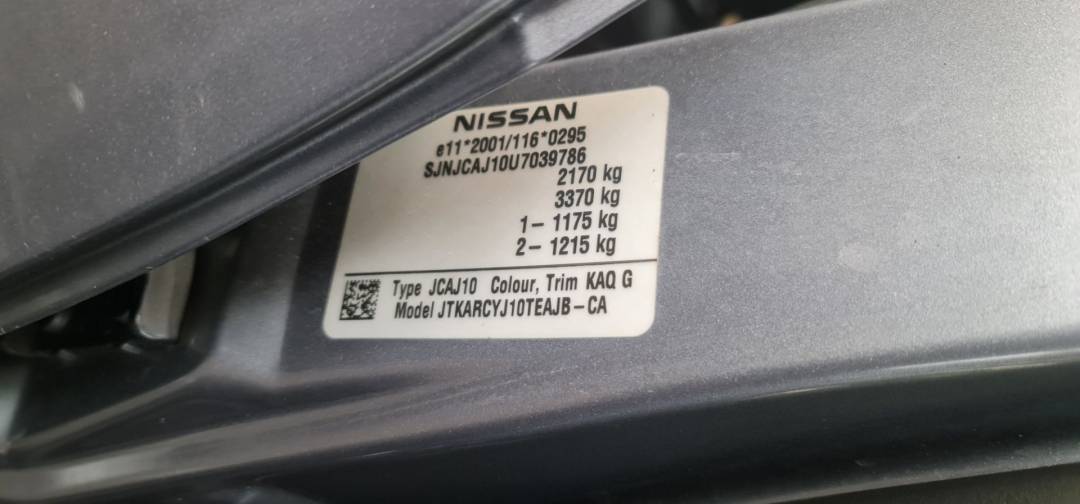 NISSAN
e11*2001/116*0295
SJNJCAJ10U7039786
2170 kg
3370 kg
1- 1175 kg
2- 1215 kg
Type JCAJ10 Colour, Trim KAQ G
Model JTKARCYJ10TEAJB-CA